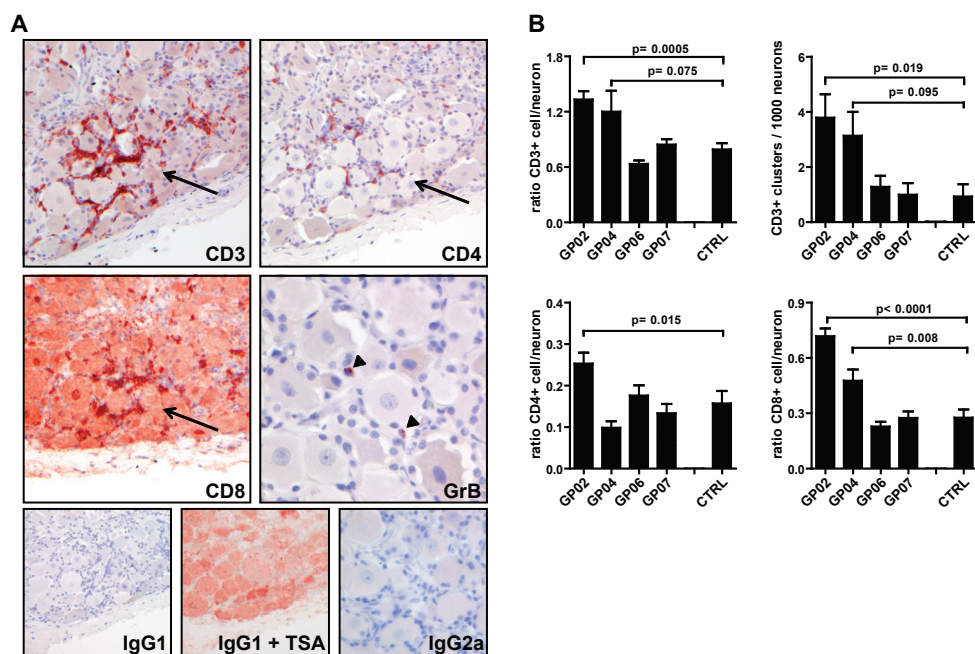 A
CD3
CD4
CD8
GrB
IgG1
IgG1 + TSA
IgG2a
B
ratio CD3+ cell/neuron
1.8
1.2
0.6
0.0
p= 0.0005
p= 0.075
GP02
GP04
GP06
GP07
CTRL
CD3+ clusters / 1000 neurons
6
4
2
0
p= 0.019
p= 0.095
GP02
GP04
GP06
GP07
CTRL
ratio CD4+ cell/neuron
0.4
0.3
0.2
0.1
0.0
p= 0.015
GP02
GP04
GP06
GP07
CTRL
ratio CD8+ cell/neuron
0.9
0.6
0.3
0.0
p< 0.0001
p= 0.008
GP02
GP04
GP06
GP07
CTRL